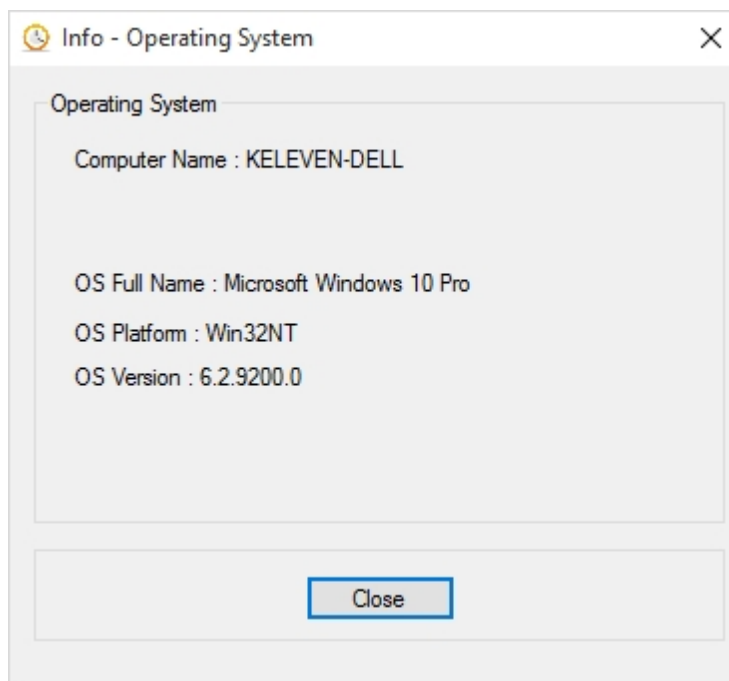 Info - Operating System
Operating System
Computer Name : KELEVEN-DELL
OS Full Name : Microsoft Windows 10 Pro
OS Platform : Win32NT
OS Version : 6.2.9200.0
Close